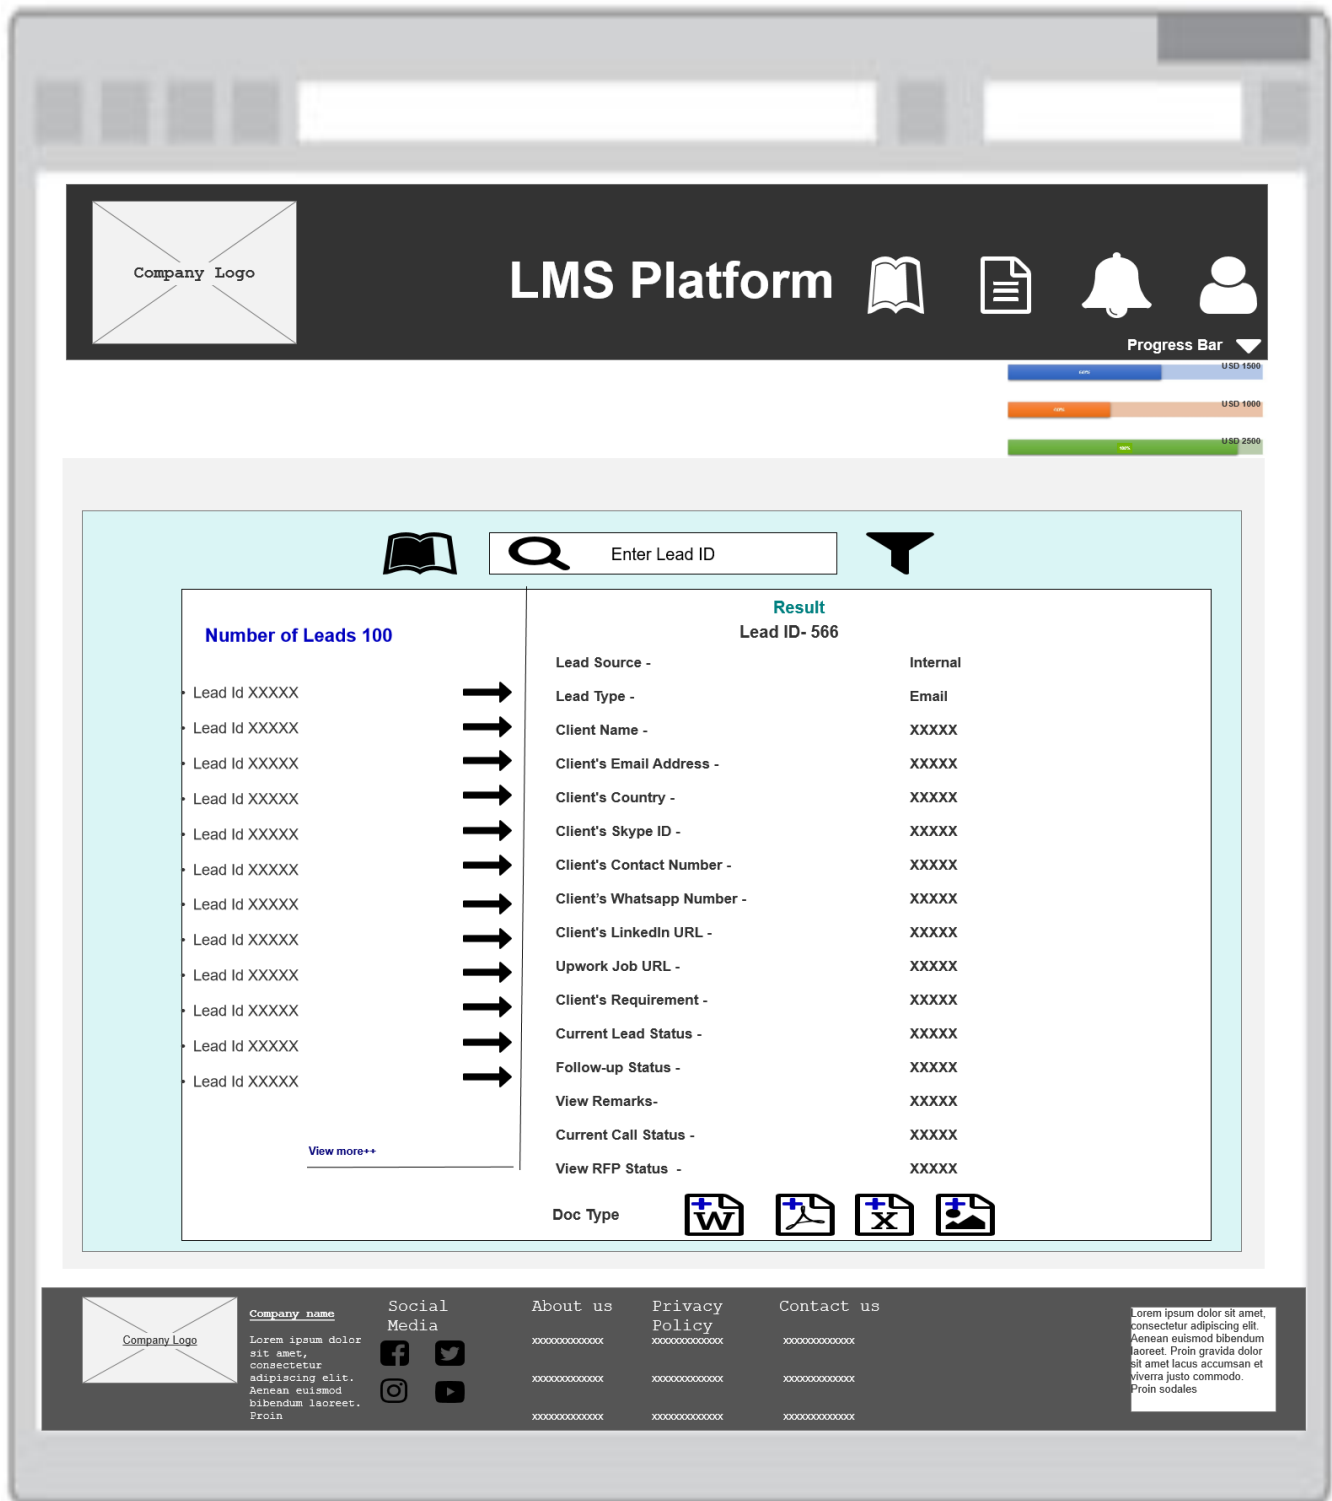 Company Logo
LMS Platform
Progress Bar
USD 1500
USD 1000
USD 2500
Enter Lead ID
Number of Leads 100
Lead Id XXXXX
Lead Id XXXXX
Lead Id XXXXX
Lead Id XXXXX
Lead Id XXXXX
Lead Id XXXXX
Lead Id XXXXX
Lead Id XXXXX
Lead Id XXXXX
Lead Id XXXXX
Lead Id XXXXX
Lead Id XXXXX
View more++
Result
Lead ID- 566
Lead Source - Internal
Lead Type - Email
Client Name - XXXXX
Client's Email Address - XXXXX
Client's Country - XXXXX
Client's Skype ID - XXXXX
Client's Contact Number - XXXXX
Client’s Whatsapp Number - XXXXX
Client's LinkedIn URL - XXXXX
Upwork Job URL - XXXXX
Client's Requirement - XXXXX
Current Lead Status - XXXXX
Follow-up Status - XXXXX
View Remarks- XXXXX
Current Call Status - XXXXX
View RFP Status - XXXXX
Doc Type
W
X
Company Logo
Company name
Lorem ipsum dolor
sit amet,
consectetur
adipiscing elit.
Aenean euismod
bibendum laoreet.
Proin
Social
Media
About us
xxxxxxxxxxxxx
xxxxxxxxxxxxx
xxxxxxxxxxxxx
Privacy
Policy
xxxxxxxxxxxxx
xxxxxxxxxxxxx
xxxxxxxxxxxxx
Contact us
xxxxxxxxxxxxx
xxxxxxxxxxxxx
xxxxxxxxxxxxx
Lorem ipsum dolor sit amet,
consectetur adipiscing elit.
Aenean euismod bibendum
laoreet. Proin gravida dolor
sit amet lacus accumsan et
viverra justo commodo.
Proin sodales